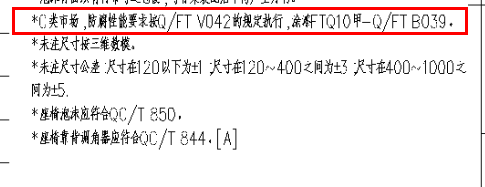 *C类市场,防腐性能要求按Q/FT V042的规定执行,涂漆FTQ10甲-Q/FT B039.
*未注尺寸按三维数模.
*未注尺寸公差:尺寸在120以下为±1;尺寸在120~400之间为±3;尺寸在400~1000之
间为±5.
*座椅泡沫应符合QC/T 850.
*座椅靠背调角器应符合QC/T 844.[A]